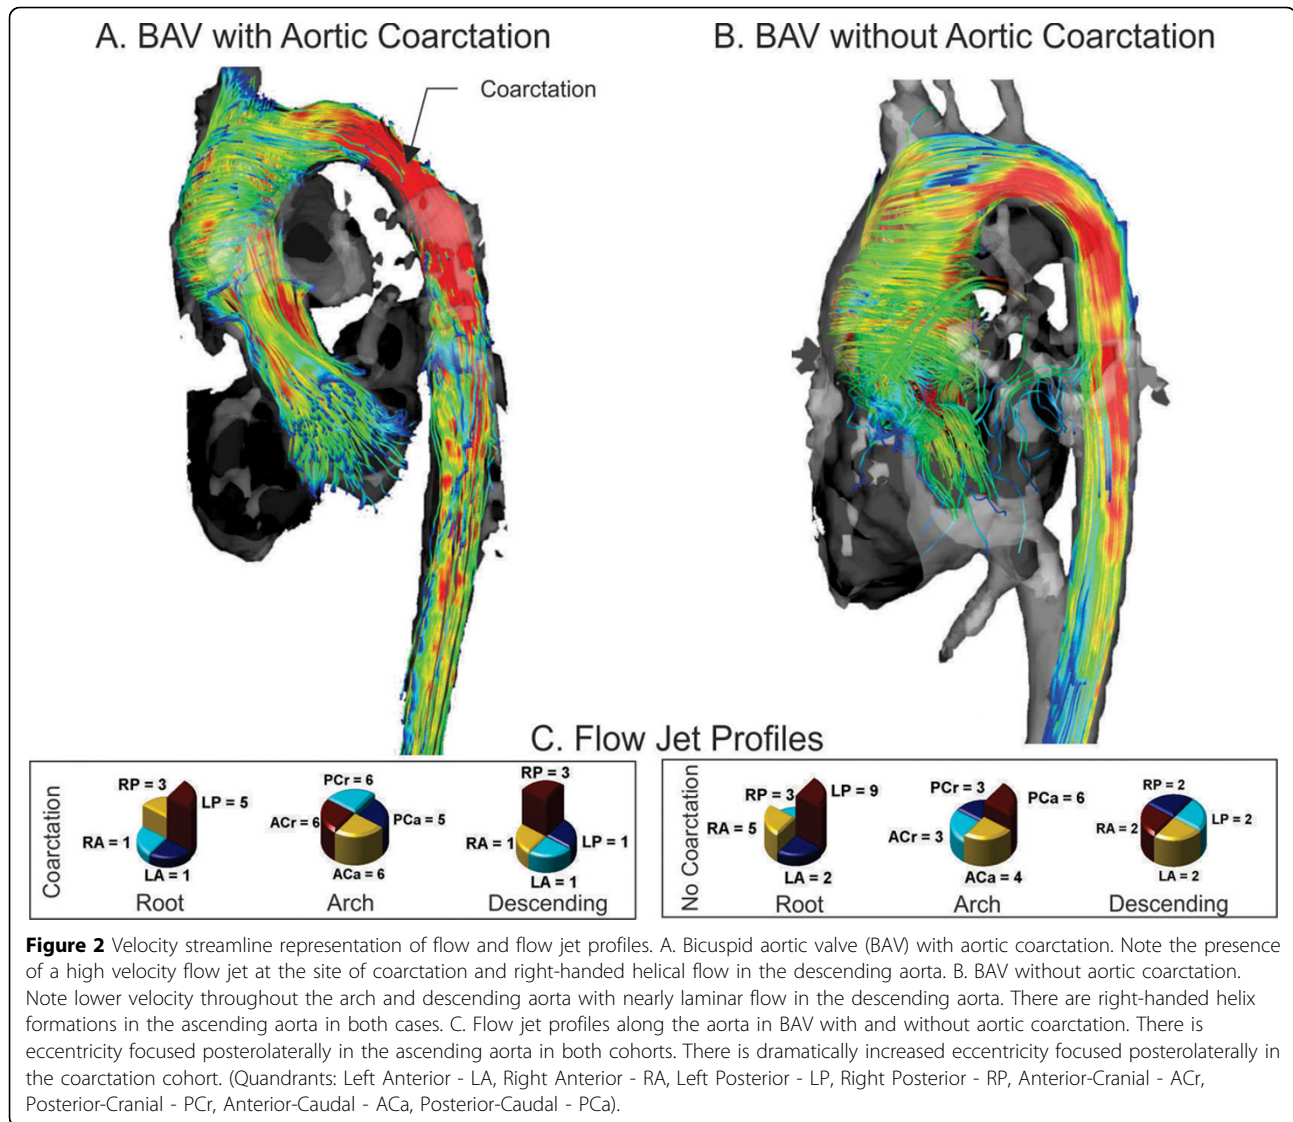 A. BAV with Aortic Coarctation
B. BAV without Aortic Coarctation
Coarctation
C. Flow Jet Profiles
Coarctation
RP = 3
LP = 5
RA = 1
LA = 1
Root
PCr = 6
ACr = 6
PCa = 5
ACa = 6
Arch
RP = 3
RA = 1
LP = 1
LA = 1
Descending
No Coarctation
RP = 3
LP = 9
RA = 5
LA = 2
Root
PCr = 3
PCa = 6
ACr = 3
ACa = 4
Arch
RP = 2
RA = 2
LP = 2
LA = 2
Descending
Figure 2 Velocity streamline representation of flow and flow jet profiles. A. Bicuspid aortic valve (BAV) with aortic coarctation. Note the presence
of a high velocity flow jet at the site of coarctation and right-handed helical flow in the descending aorta. B. BAV without aortic coarctation.
Note lower velocity throughout the arch and descending aorta with nearly laminar flow in the descending aorta. There are right-handed helix
formations in the ascending aorta in both cases. C. Flow jet profiles along the aorta in BAV with and without aortic coarctation. There is
eccentricity focused posterolaterally in the ascending aorta in both cohorts. There is dramatically increased eccentricity focused posterolaterally in
the coarctation cohort. (Quandrants: Left Anterior - LA, Right Anterior - RA, Left Posterior - LP, Right Posterior - RP, Anterior-Cranial - ACr,
Posterior-Cranial - PCr, Anterior-Caudal - ACa, Posterior-Caudal - PCa).